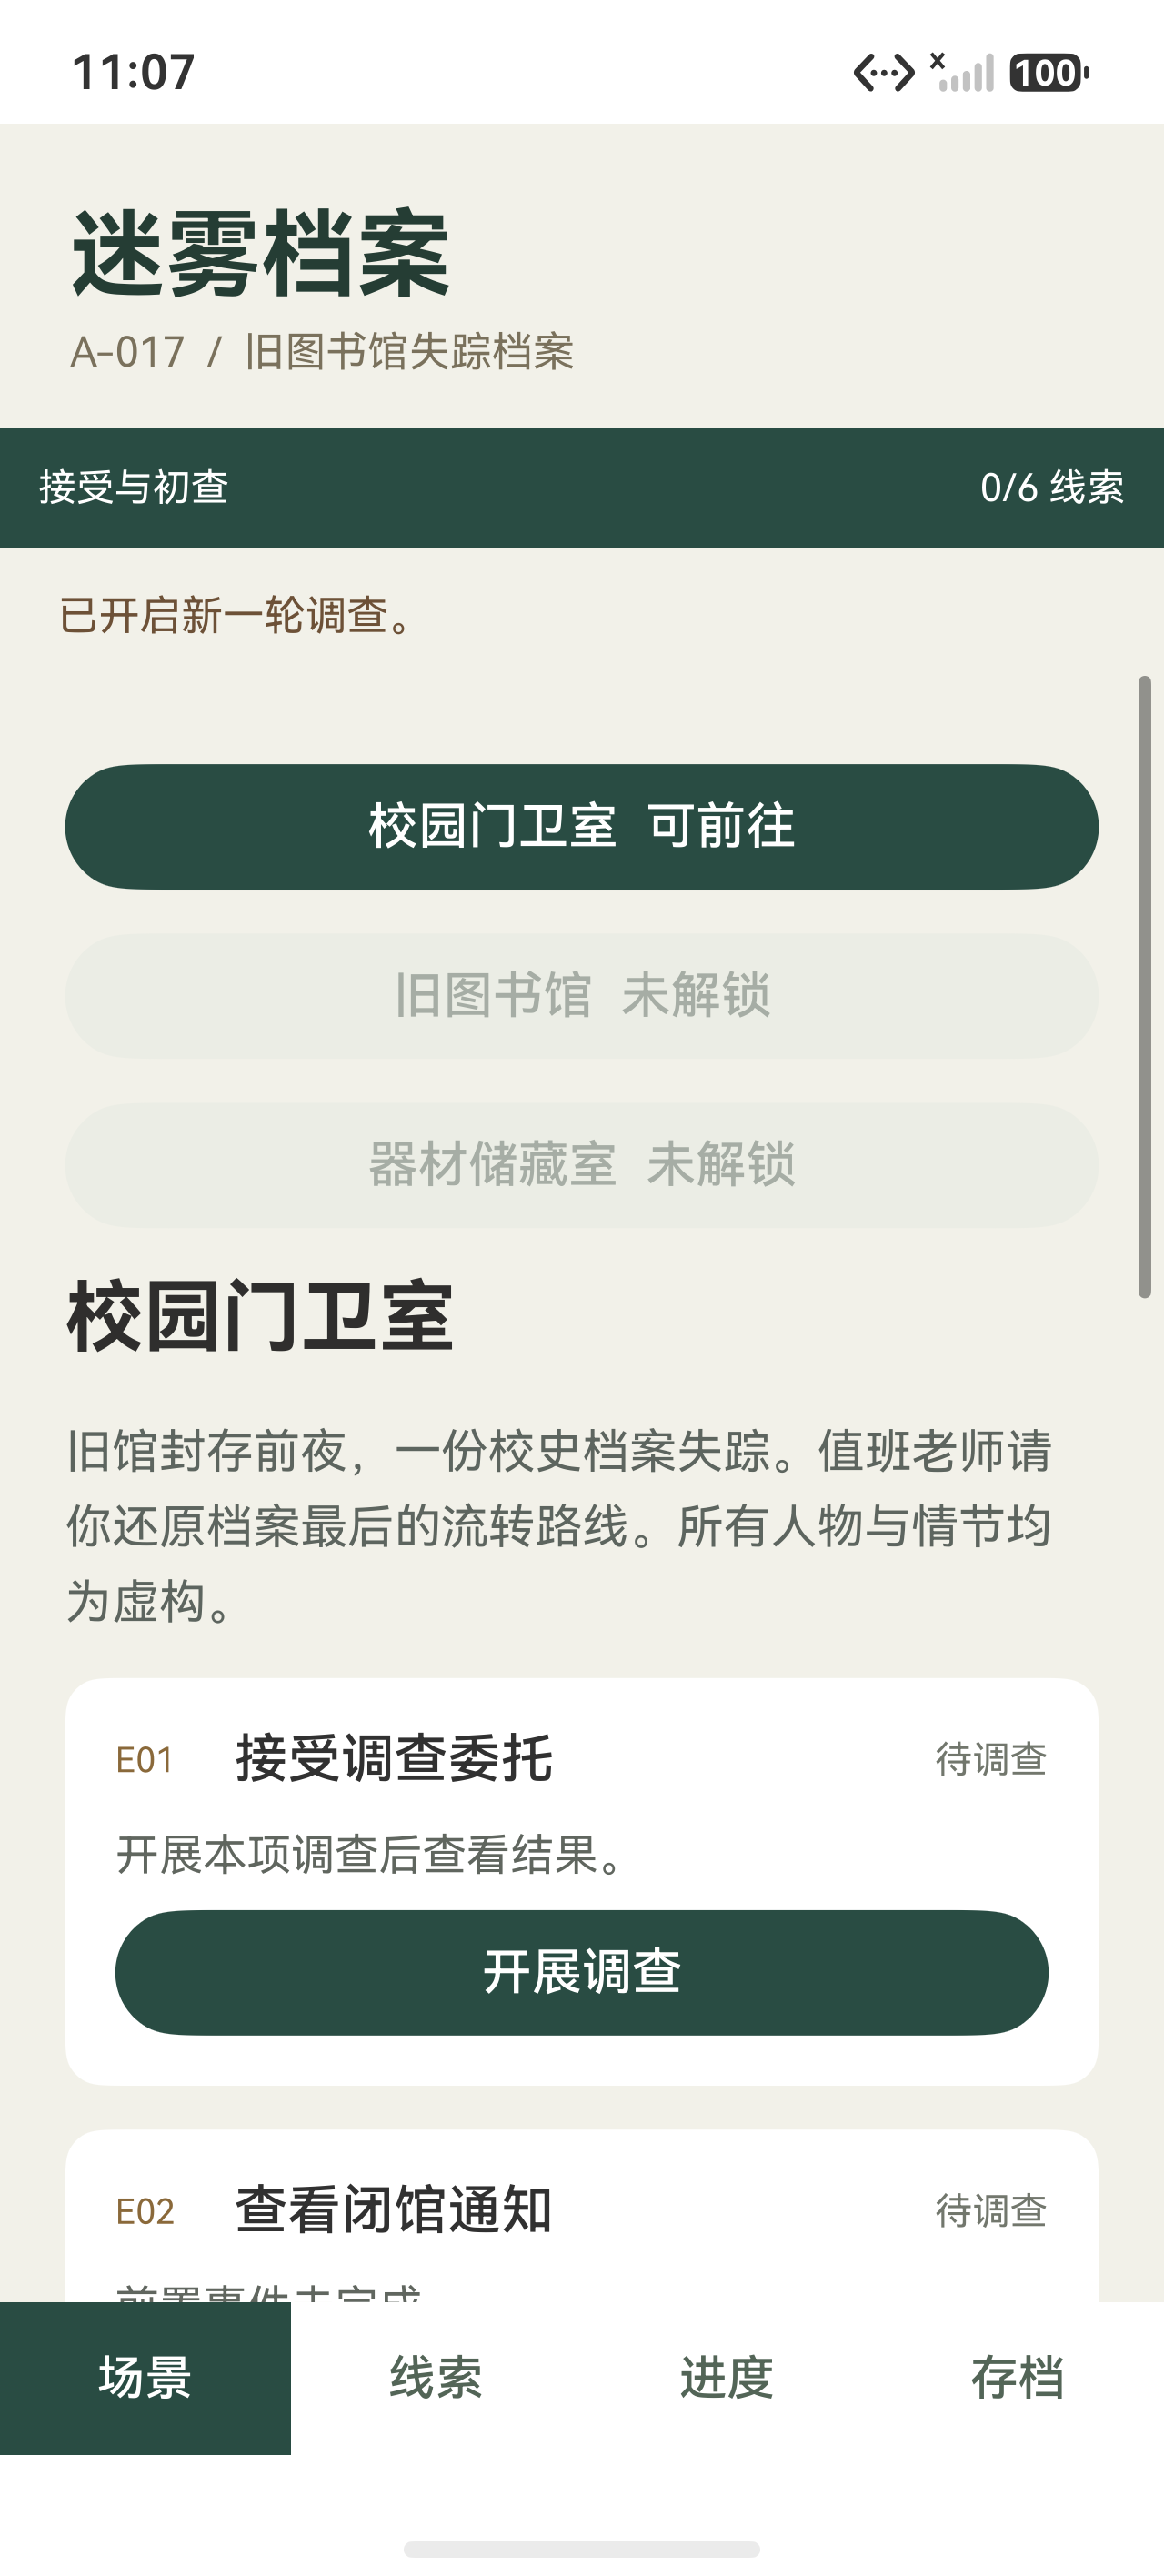 11:07
100
迷雾档案
A-017 / 旧图书馆失踪档案
接受与初查
0/6 线索
已开启新一轮调查。
校园门卫室 可前往
旧图书馆 未解锁
器材储藏室 未解锁
校园门卫室
旧馆封存前夜，一份校史档案失踪。值班老师请
你还原档案最后的流转路线。所有人物与情节均
为虚构。
E01 接受调查委托 待调查
开展本项调查后查看结果。
开展调查
E02 查看闭馆通知 待调查
前置事件未完成
场景 线索 进度 存档